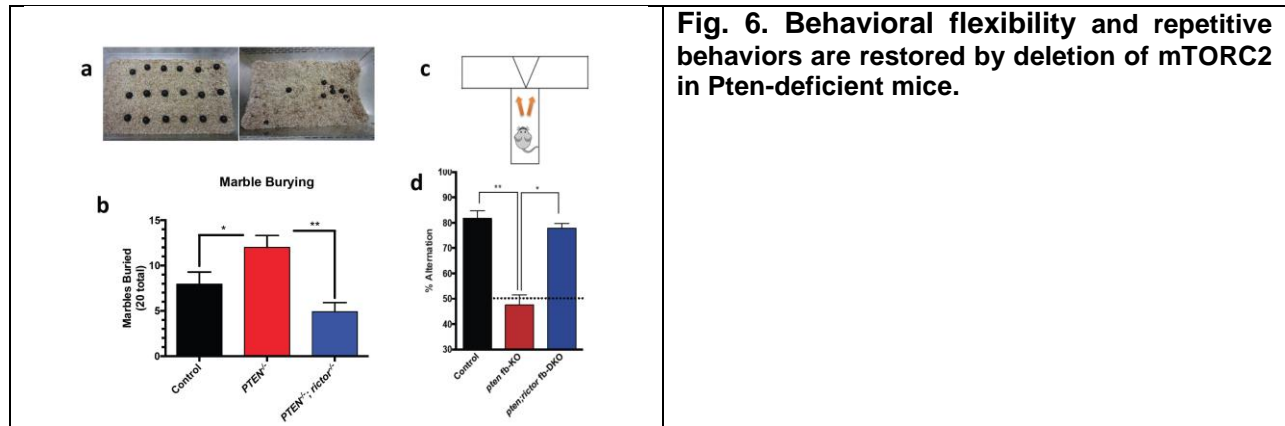 Fig. 6. Behavioral flexibility and repetitive
behaviors are restored by deletion of mTORC2
in Pten-deficient mice.
a
c
Marble Burying
b
Marbles Buried
(20 total)
15
10
5
0
*
**
Control
PTEN-/-
PTEN-/-; rictor-/-
d
% Alternation
100
90
80
70
60
50
40
30
**
*
Control
pten fb-KO
pten;rictor fb-DKO